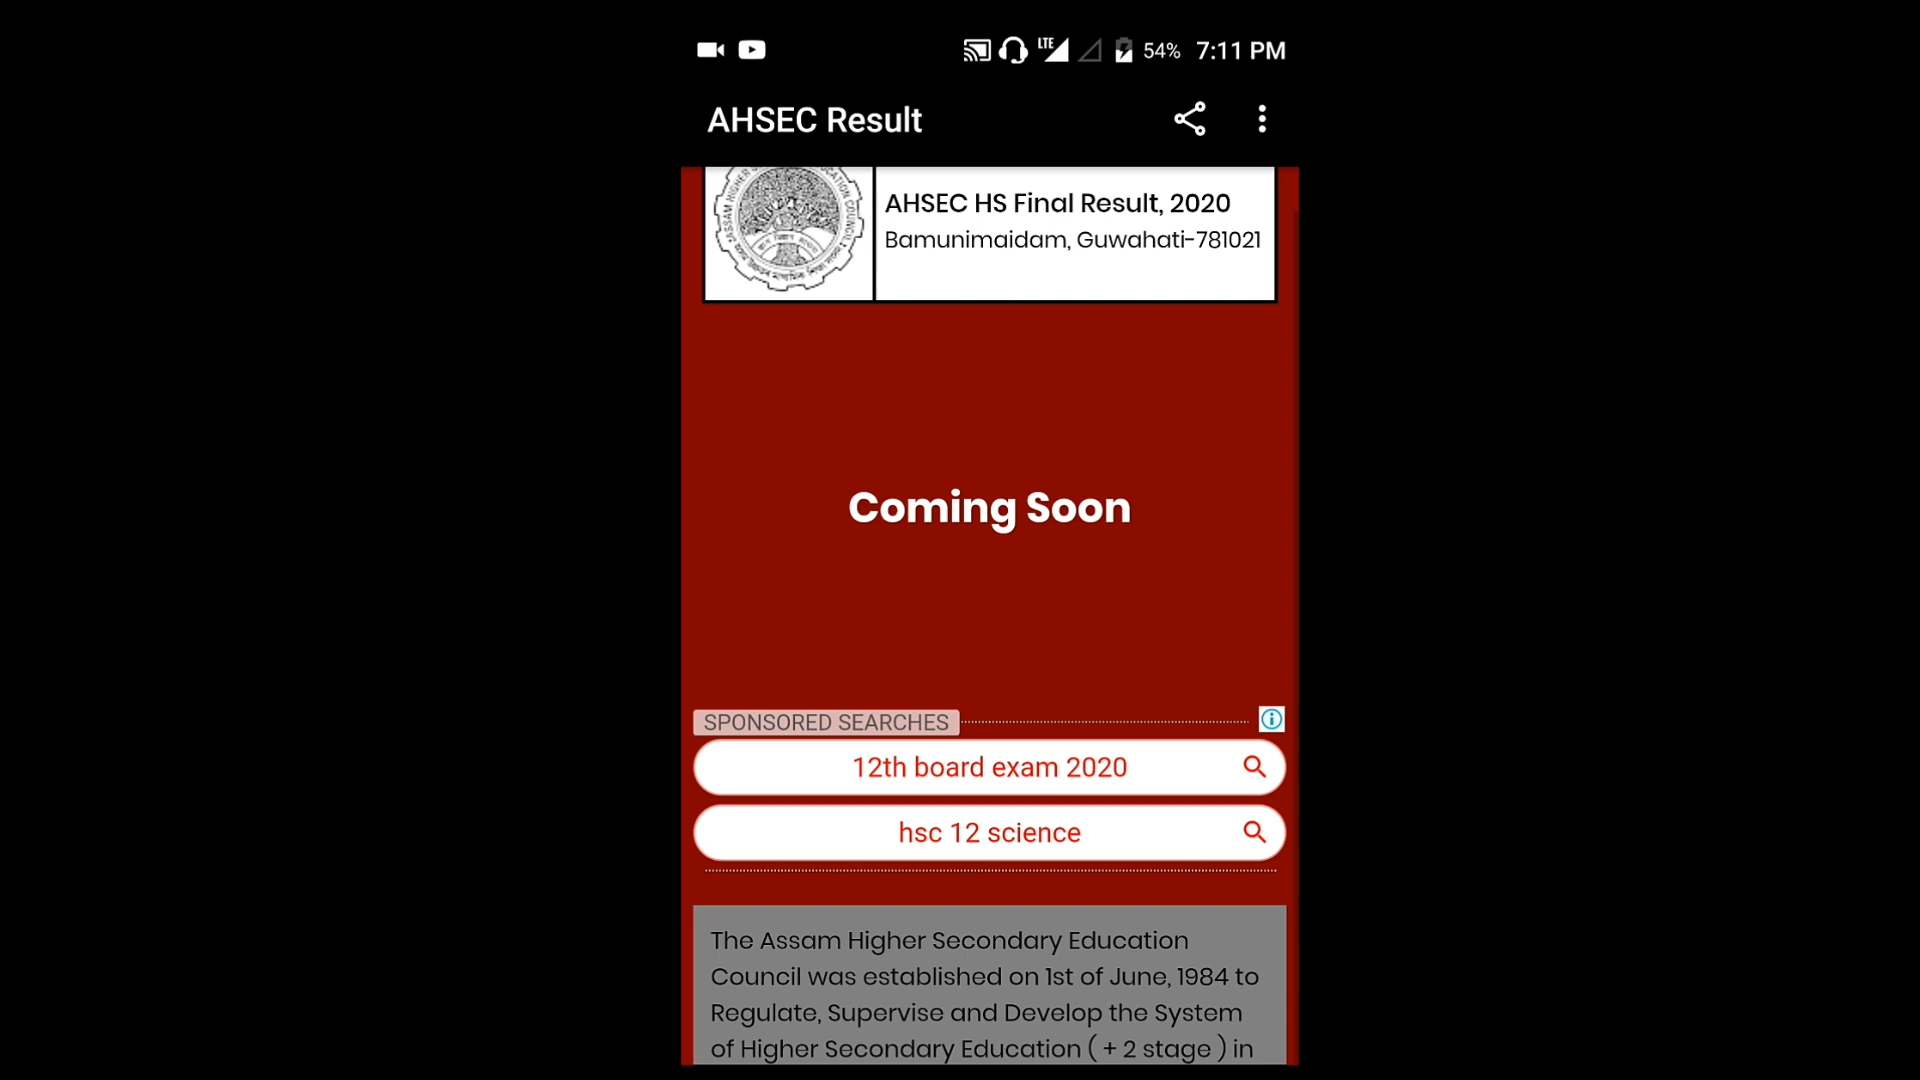 LTE 54% 7:11 PM
AHSEC Result
AHSEC HS Final Result, 2020
Bamunimaidam, Guwahati-781021
Coming Soon
SPONSORED SEARCHES
12th board exam 2020
hsc 12 science
The Assam Higher Secondary Education
Council was established on 1st of June, 1984 to
Regulate, Supervise and Develop the System
of Higher Secondary Education ( + 2 stage ) in